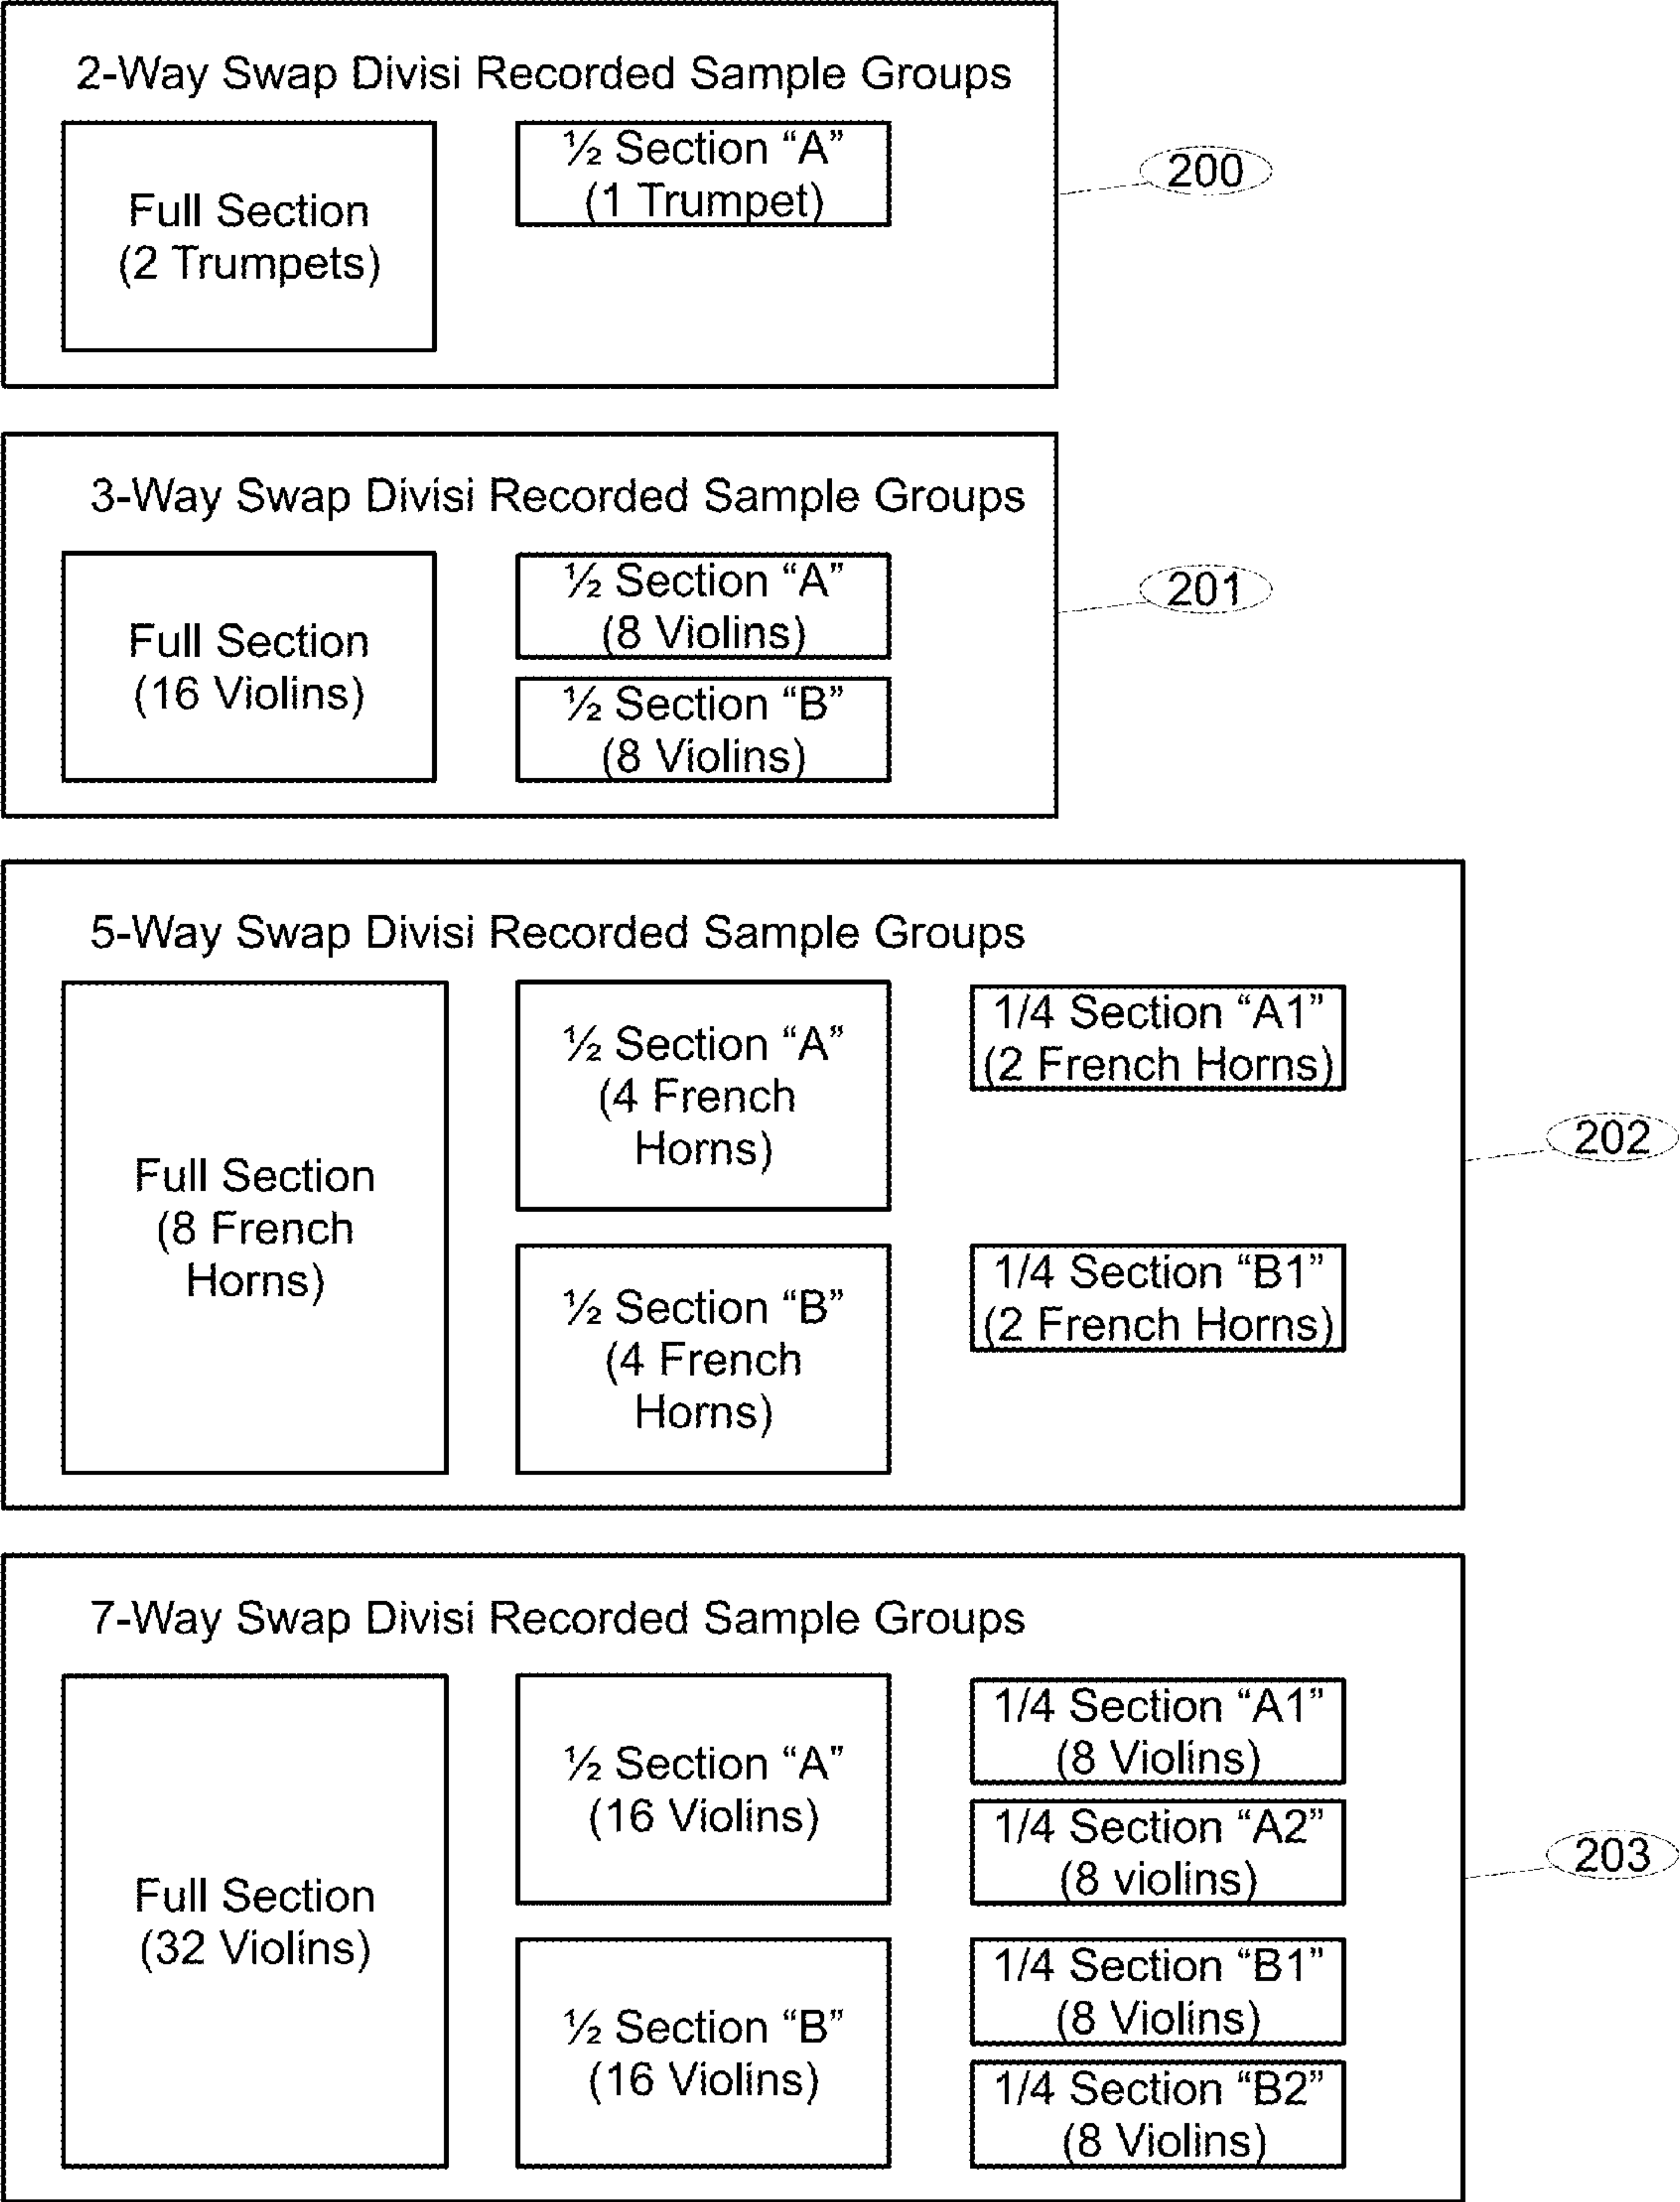 2-Way Swap Divisi Recorded Sample Groups
Full Section
(2 Trumpets)
½ Section “A”
(1 Trumpet)
200
3-Way Swap Divisi Recorded Sample Groups
Full Section
(16 Violins)
½ Section “A”
(8 Violins)
½ Section “B”
(8 Violins)
201
5-Way Swap Divisi Recorded Sample Groups
Full Section
(8 French
Horns)
½ Section “A”
(4 French
Horns)
½ Section “B”
(4 French
Horns)
1/4 Section “A1”
(2 French Horns)
1/4 Section “B1”
(2 French Horns)
202
7-Way Swap Divisi Recorded Sample Groups
Full Section
(32 Violins)
½ Section “A”
(16 Violins)
½ Section “B”
(16 Violins)
1/4 Section “A1”
(8 Violins)
1/4 Section “A2”
(8 violins)
1/4 Section “B1”
(8 Violins)
1/4 Section “B2”
(8 Violins)
203